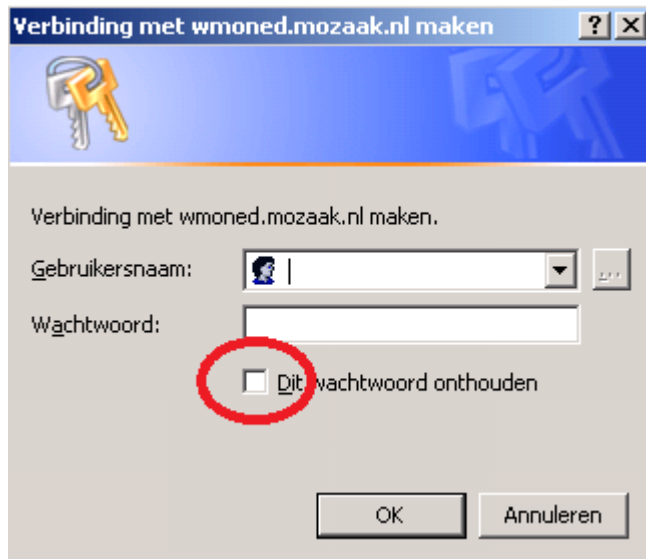 Verbinding met wmoned.mozaak.nl maken
Verbinding met wmoned.mozaak.nl maken.
Gebruikersnaam:
...
Wachtwoord:
Dit wachtwoord onthouden
OK Annuleren